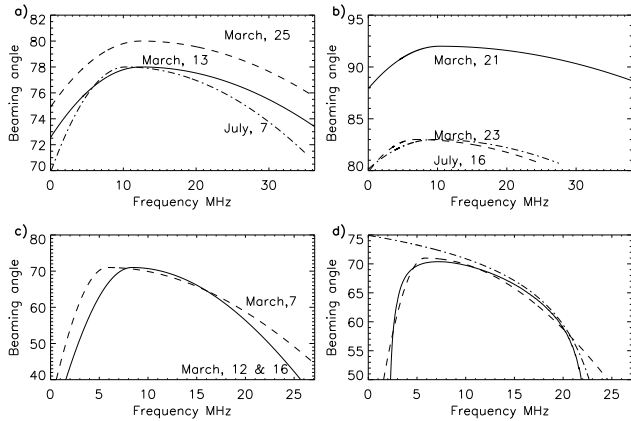 a)
82
80
78
76
74
72
70
Beaming angle
March, 25
March, 13
July, 7
0 10 20 30
Frequency MHz
b)
95
90
85
80
Beaming angle
March, 21
March, 23
July, 16
0 10 20 30
Frequency MHz
c)
80
70
60
50
40
Beaming angle
March,7
March, 12 & 16
0 5 10 15 20 25
Frequency MHz
d)
75
70
65
60
55
50
Beaming angle
0 5 10 15 20 25
Frequency MHz